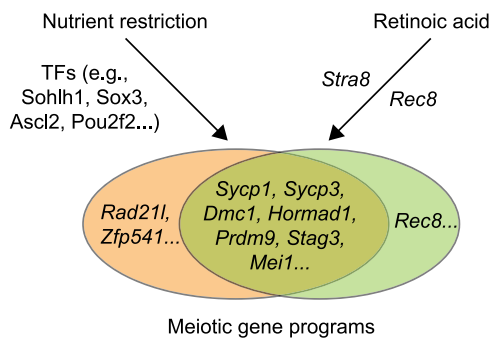 Nutrient restriction
Retinoic acid
TFs (e.g.,
Sohlh1, Sox3,
Ascl2, Pou2f2...)
Stra8
Rec8
Rad21l,
Zfp541...
Sycp1, Sycp3,
Dmc1, Hormad1,
Prdm9, Stag3,
Mei1...
Rec8...
Meiotic gene programs